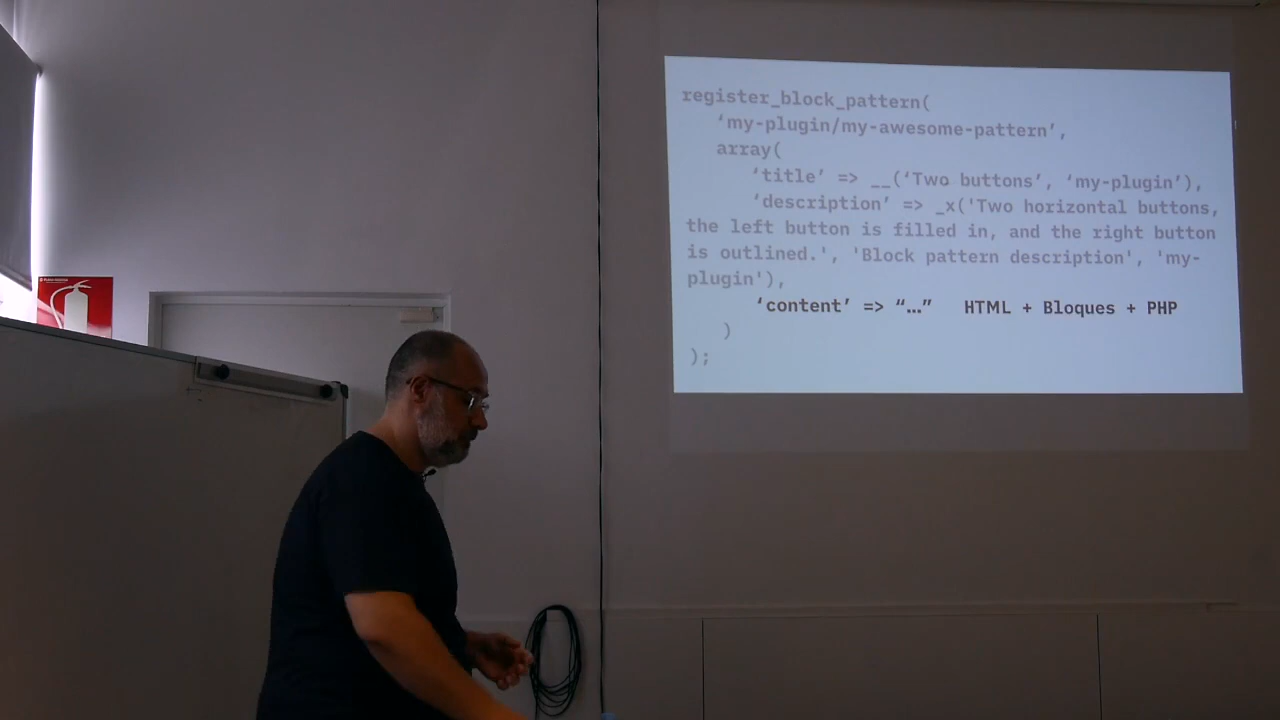 register_block_pattern(
‘my-plugin/my-awesome-pattern’,
array(
‘title’ => __(‘Two buttons’, ‘my-plugin’),
‘description’ => _x('Two horizontal buttons,
the left button is filled in, and the right button
is outlined.', 'Block pattern description', 'my-
plugin'),
‘content’ => “…” HTML + Bloques + PHP
)
);